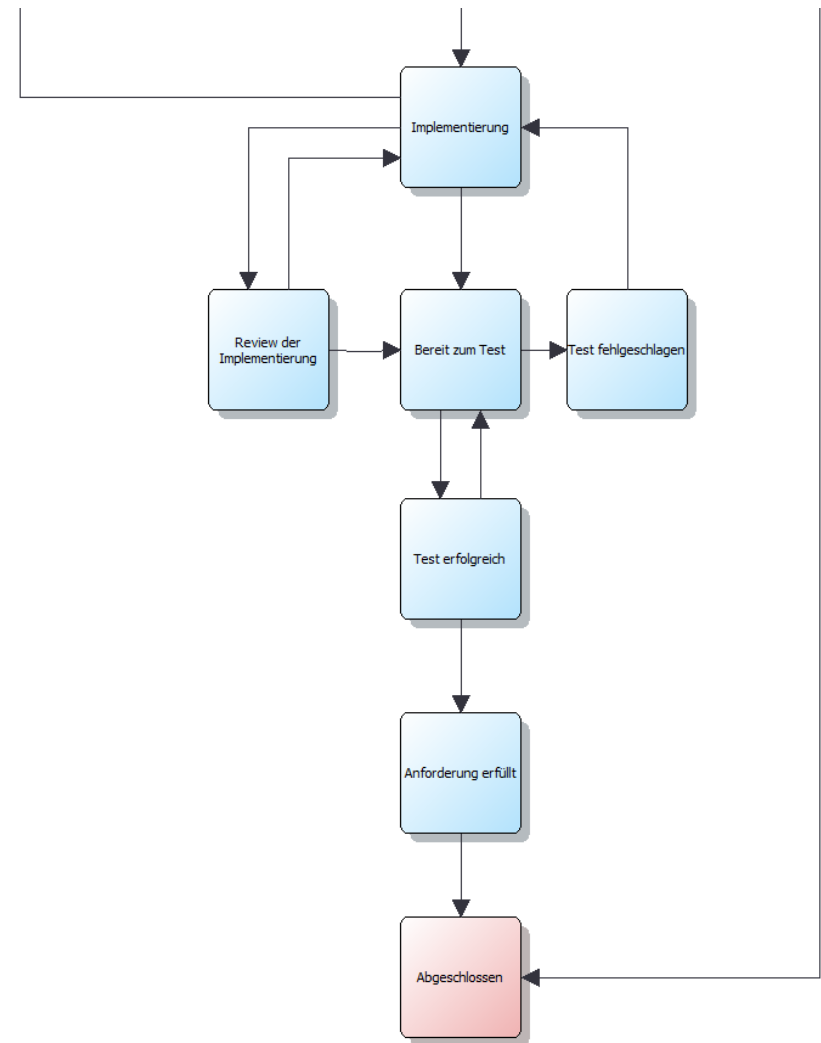 Implementierung
Review der
Implementierung
Bereit zum Test
Test fehlgeschlagen
Test erfolgreich
Anforderung erfüllt
Abgeschlossen